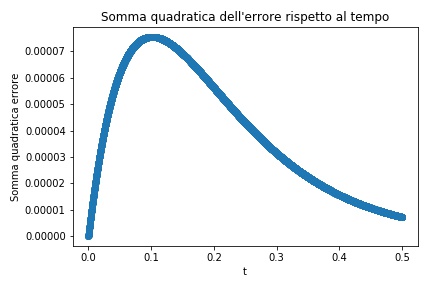 Somma quadratica dell'errore rispetto al tempo
Somma quadratica errore
0.00007
0.00006
0.00005
0.00004
0.00003
0.00002
0.00001
0.00000
0.0 0.1 0.2 0.3 0.4 0.5
t